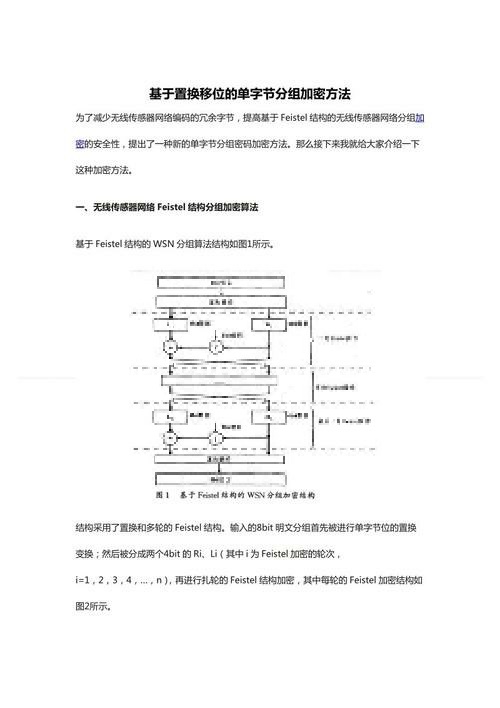 基于置换移位的单字节分组加密方法
为了减少无线传感器网络编码的冗余字节，提高基于 Feistel 结构的无线传感器网络分组加
密的安全性，提出了一种新的单字节分组密码加密方法。那么接下来我就给大家介绍一下
这种加密方法。
一、无线传感器网络 Feistel 结构分组加密算法
基于 Feistel 结构的 WSN 分组算法结构如图1所示。
图 1 基于 Feistel 结构的 WSN 分组加密结构
结构采用了置换和多轮的 Feistel 结构。输入的8bit 明文分组首先被进行单字节位的置换
变换；然后被分成两个4bit 的 Ri、Li（其中 i 为 Feistel 加密的轮次，
i=1，2，3，4，…，n），再进行扎轮的 Feistel 结构加密，其中每轮的 Feistel 加密结构如
图2所示。